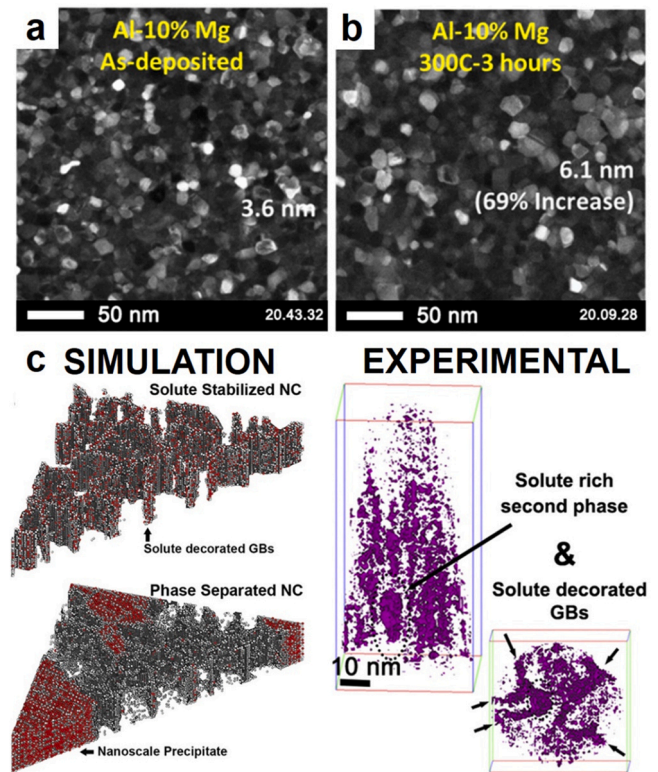 a
Al-10% Mg
As-deposited
3.6 nm
50 nm
20.43.32
b
Al-10% Mg
300C-3 hours
6.1 nm
(69% Increase)
50 nm
20.09.28
c SIMULATION
Solute Stabilized NC
Solute decorated GBs
Phase Separated NC
Nanoscale Precipitate
EXPERIMENTAL
Solute rich
second phase
&
Solute decorated
GBs
10 nm